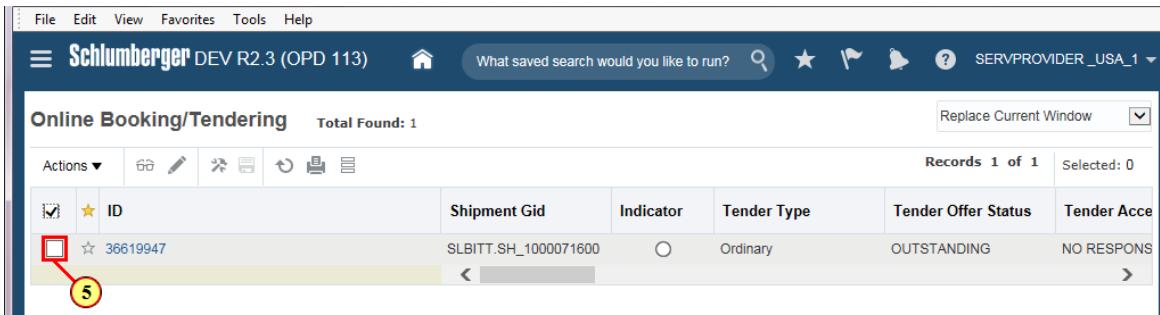 File Edit View Favorites Tools Help
Schlumberger DEV R2.3 (OPD 113) What saved search would you like to run? SERVPROVIDER _USA_1
Online Booking/Tendering Total Found: 1 Replace Current Window
Actions Records 1 of 1 Selected: 0
ID Shipment Gid Indicator Tender Type Tender Offer Status Tender Acce
36619947 SLBITT.SH_1000071600 Ordinary OUTSTANDING NO RESPONS
5